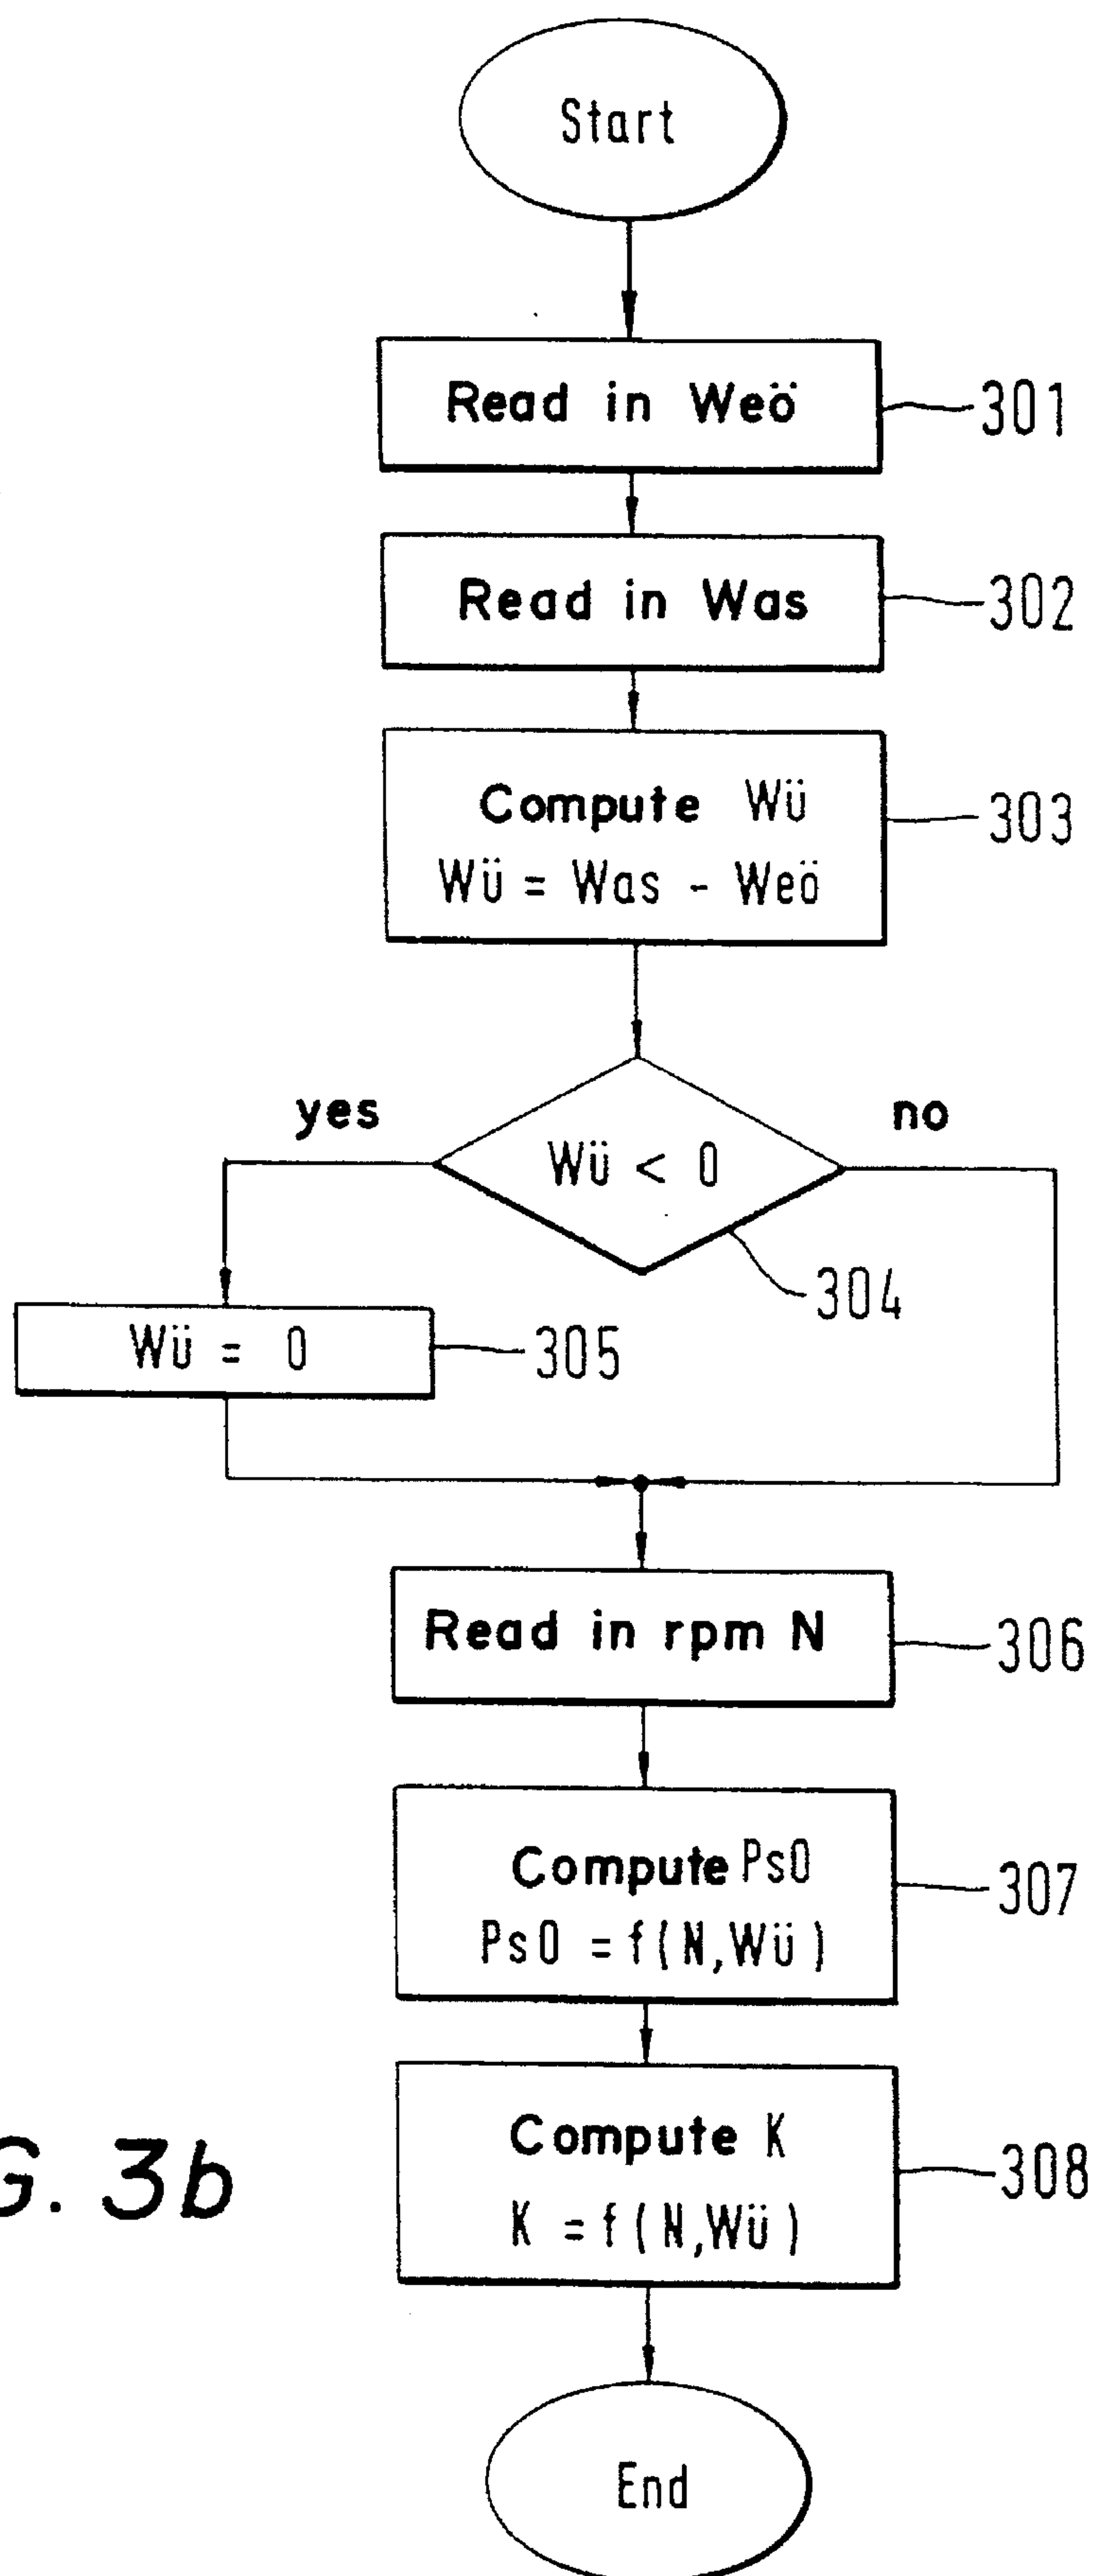 Start
Read in Weö
301
Read in Was
302
Compute Wü
Wü = Was - Weö
303
yes
no
Wü < 0
304
Wü = 0
305
Read in rpm N
306
Compute Ps0
Ps0 = f(N,Wü)
307
Compute K
K = f(N,Wü)
308
G. 3b
End